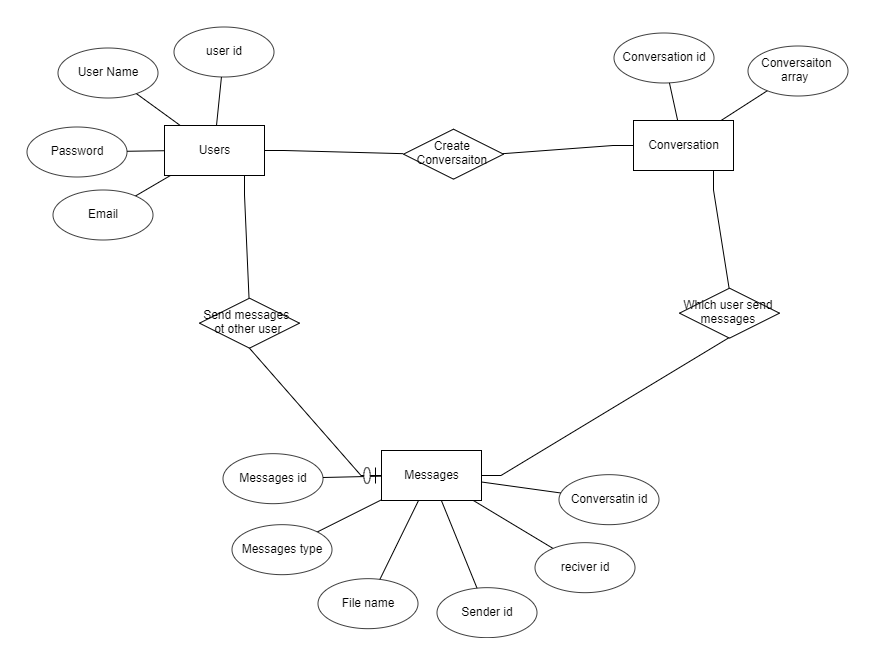 user id
User Name
Conversation id
Conversaiton
array
Password
Users
Create
Conversaiton
Conversation
Email
Send messages
ot other user
Which user send
messages
Messages id
Messages
Conversatin id
Messages type
reciver id
File name
Sender id